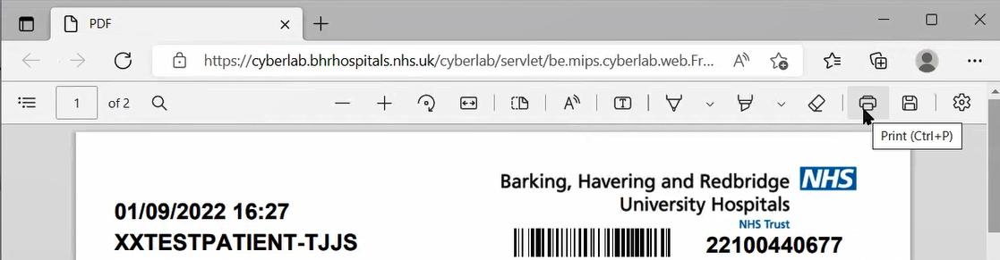 PDF
https://cyberlab.bhrhospitals.nhs.uk/cyberlab/servlet/be.mips.cyberlab.web.Fr...
1 of 2
Print (Ctrl+P)
Barking, Havering and Redbridge NHS
University Hospitals
NHS Trust
01/09/2022 16:27
XXTESTPATIENT-TJJS
22100440677